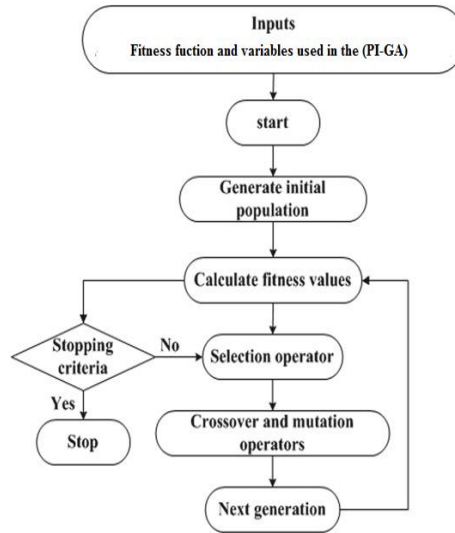 Inputs
Fitness fuction and variables used in the (PI-GA)
start
Generate initial
population
Calculate fitness values
Stopping
criteria
No
Selection operator
Yes
Stop
Crossover and mutation
operators
Next generation